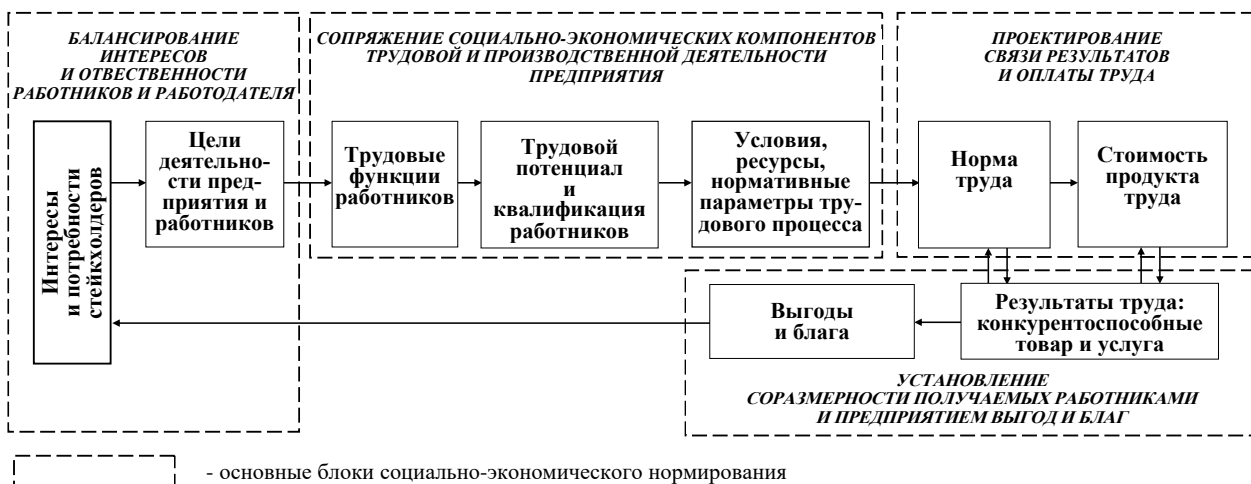 БАЛАНСИРОВАНИЕ
ИНТЕРЕСОВ
И ОТВЕСТВЕННОСТИ
РАБОТНИКОВ И РАБОТОДАТЕЛЯ
СОПРЯЖЕНИЕ СОЦИАЛЬНО-ЭКОНОМИЧЕСКИХ КОМПОНЕНТОВ
ТРУДОВОЙ И ПРОИЗВОДСТВЕННОЙ ДЕЯТЕЛЬНОСТИ
ПРЕДПРИЯТИЯ
ПРОЕКТИРОВАНИЕ
СВЯЗИ РЕЗУЛЬТАТОВ
И ОПЛАТЫ ТРУДА
Интересы
и потребности
стейкхолдеров
Цели
деятельно-
сти пред-
приятия и
работников
Трудовые
функции
работников
Трудовой
потенциал
и
квалификация
работников
Условия,
ресурсы,
нормативные
параметры тру-
дового процесса
Норма
труда
Стоимость
продукта
труда
Выгоды
и блага
Результаты труда:
конкурентоспособные
товар и услуга
УСТАНОВЛЕНИЕ
СОРАЗМЕРНОСТИ ПОЛУЧАЕМЫХ РАБОТНИКАМИ
И ПРЕДПРИЯТИЕМ ВЫГОД И БЛАГ
- основные блоки социально-экономического нормирования